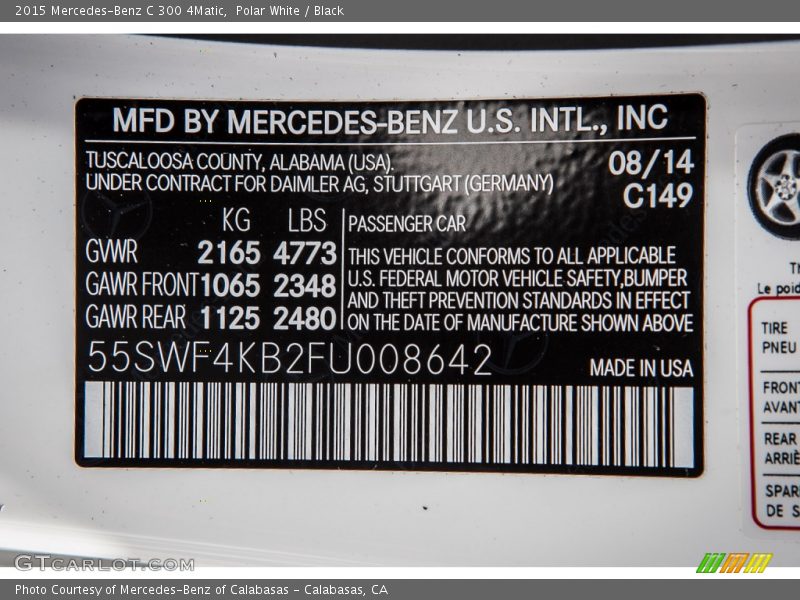 2015 Mercedes-Benz C 300 4Matic,  Polar White / Black
MFD BY MERCEDES-BENZ U.S. INTL., INC
TUSCALOOSA COUNTY, ALABAMA (USA).
UNDER CONTRACT FOR DAIMLER AG, STUTTGART (GERMANY)
08/14
C149
KG LBS
GVWR 2165 4773
GAWR FRONT 1065 2348
GAWR REAR 1125 2480
PASSENGER CAR
THIS VEHICLE CONFORMS TO ALL APPLICABLE
U.S. FEDERAL MOTOR VEHICLE SAFETY,BUMPER
AND THEFT PREVENTION STANDARDS IN EFFECT
ON THE DATE OF MANUFACTURE SHOWN ABOVE
55SWF4KB2FU008642
MADE IN USA
Le poid
TIRE
PNEU
FRONT
AVANT
REAR
ARRIÈ
SPAR
DE S
GTCARLOT.COM
Photo Courtesy of Mercedes-Benz of Calabasas - Calabasas, CA